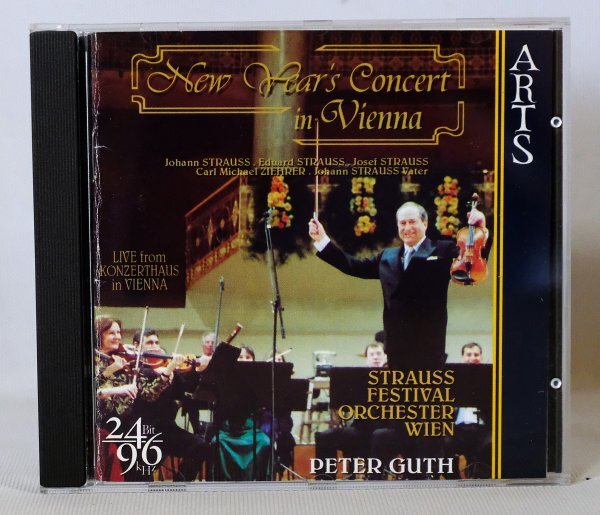 New Year's Concert
in Vienna
Johann STRAUSS . Eduard STRAUSS . Josef STRAUSS
Carl Michael ZIEHRER . Johann STRAUSS Vater
ARTS
LIVE from
KONZERTHAUS
in VIENNA
STRAUSS
FESTIVAL
ORCHESTER
WIEN
24 Bit
96 kHz
PETER GUTH